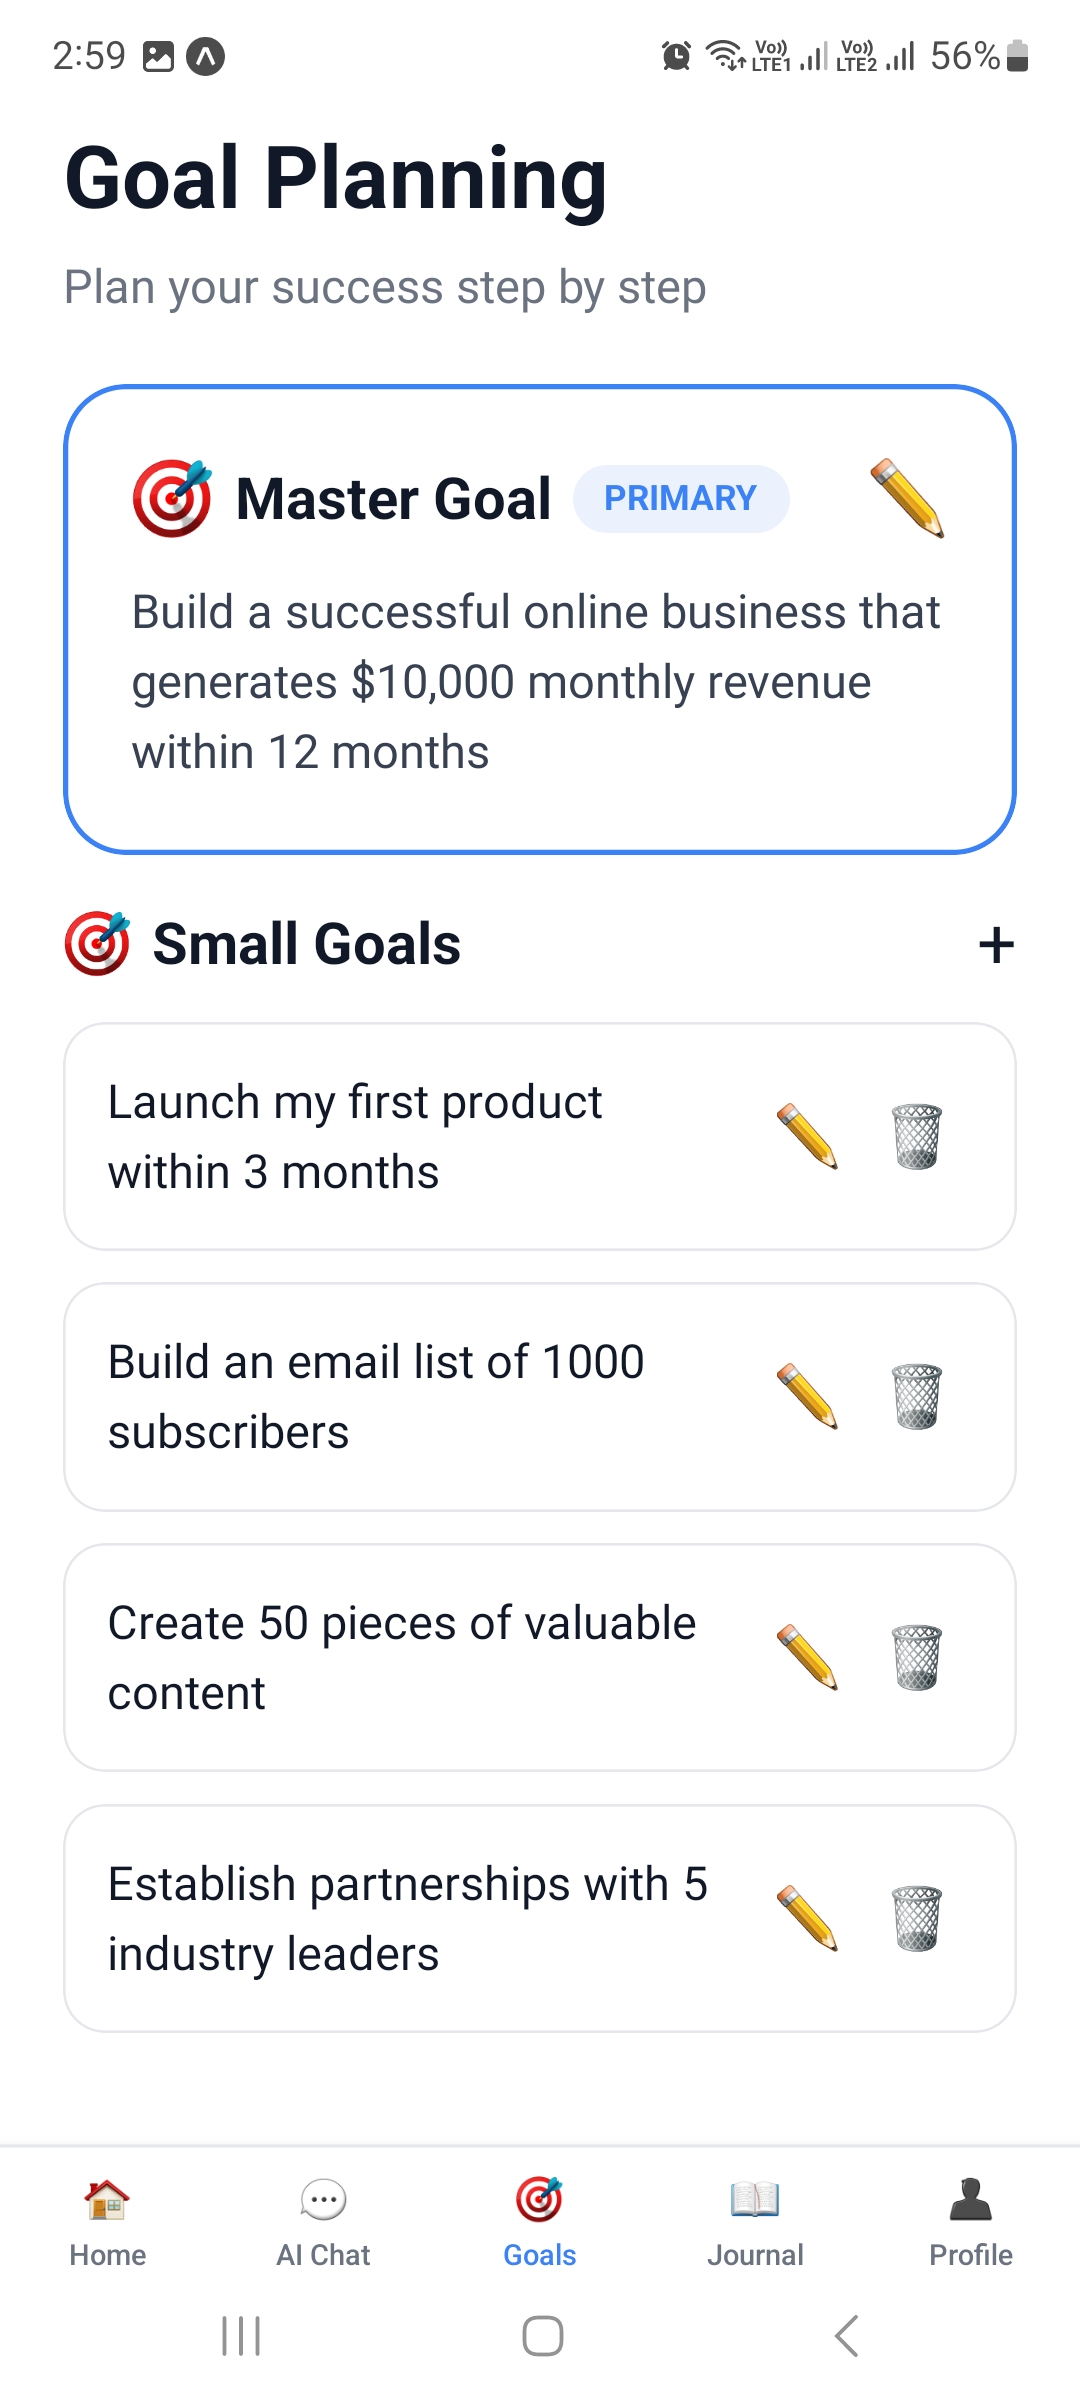 2:59
Vo)) LTE1 Vo)) LTE2 56%
Goal Planning
Plan your success step by step
Master Goal PRIMARY
Build a successful online business that
generates $10,000 monthly revenue
within 12 months
Small Goals +
Launch my first product
within 3 months
Build an email list of 1000
subscribers
Create 50 pieces of valuable
content
Establish partnerships with 5
industry leaders
Home AI Chat Goals Journal Profile